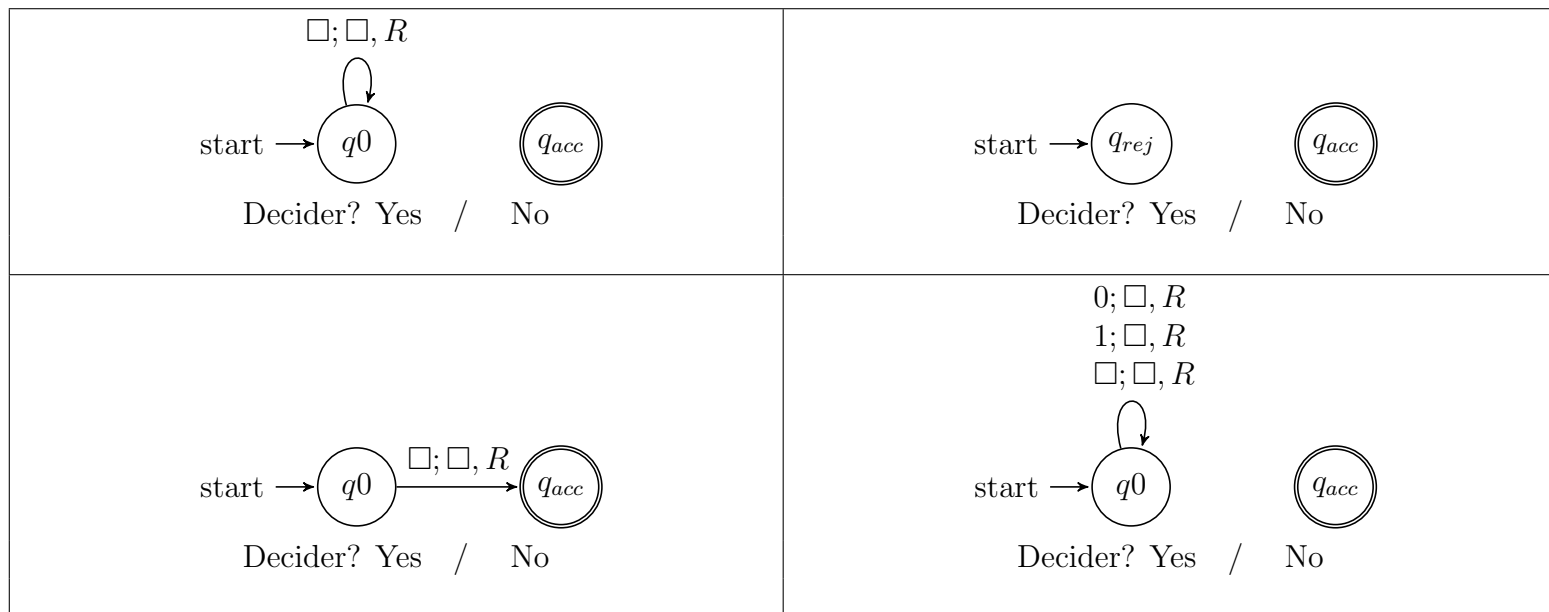 □; □, R
start q0 q_acc
Decider? Yes / No
start q_rej q_acc
Decider? Yes / No
□; □, R
start q0 q_acc
Decider? Yes / No
0; □, R
1; □, R
□; □, R
start q0 q_acc
Decider? Yes / No